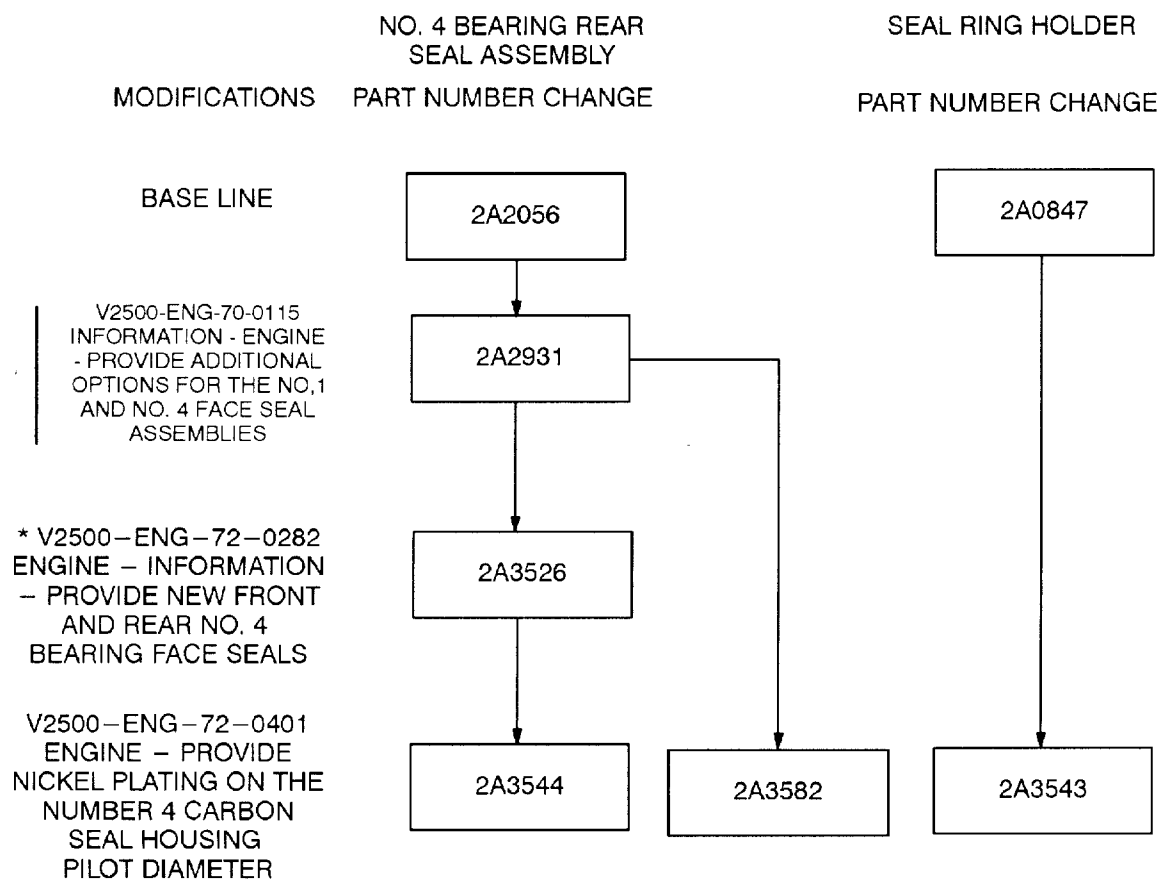 NO. 4 BEARING REAR
SEAL ASSEMBLY
SEAL RING HOLDER
MODIFICATIONS
PART NUMBER CHANGE
PART NUMBER CHANGE
BASE LINE
2A2056
2A0847
V2500-ENG-70-0115
INFORMATION - ENGINE
- PROVIDE ADDITIONAL
OPTIONS FOR THE NO,1
AND NO. 4 FACE SEAL
ASSEMBLIES
2A2931
* V2500-ENG-72-0282
ENGINE - INFORMATION
- PROVIDE NEW FRONT
AND REAR NO. 4
BEARING FACE SEALS
2A3526
V2500-ENG-72-0401
ENGINE - PROVIDE
NICKEL PLATING ON THE
NUMBER 4 CARBON
SEAL HOUSING
PILOT DIAMETER
2A3544
2A3582
2A3543